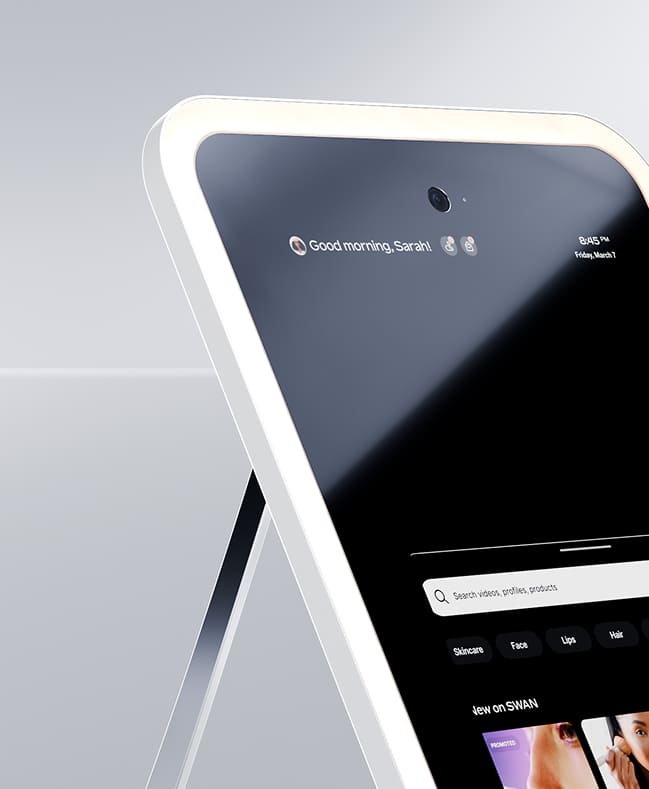 Good morning, Sarah!
8:45 PM
Friday, March 7
Search videos, profiles, products
Skincare
Face
Lips
Hair
New on SWAN
PROMOTED